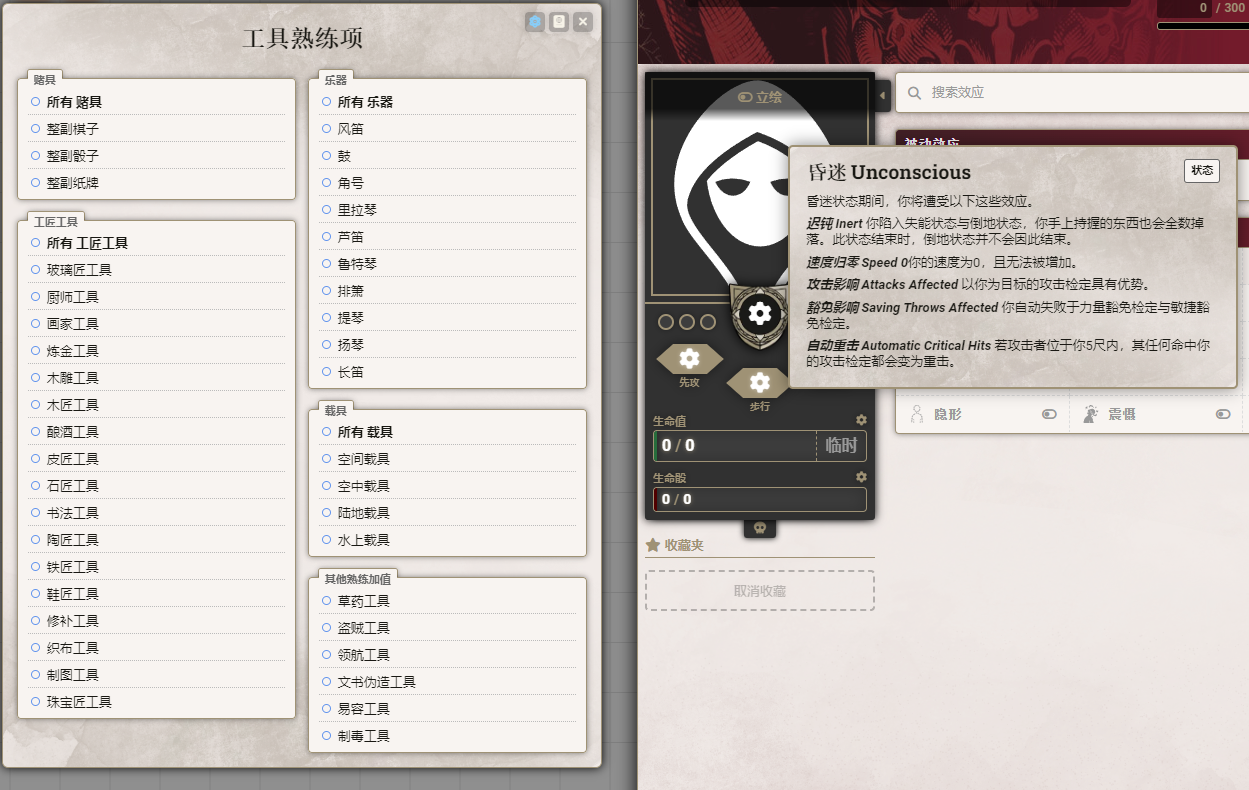 工具熟练项
赌具
所有 赌具
整副棋子
整副骰子
整副纸牌
工匠工具
所有 工匠工具
玻璃匠工具
厨师工具
画家工具
炼金工具
木雕工具
木匠工具
酿酒工具
皮匠工具
石匠工具
书法工具
陶匠工具
铁匠工具
鞋匠工具
修补工具
织布工具
制图工具
珠宝匠工具
乐器
所有 乐器
风笛
鼓
角号
里拉琴
芦笛
鲁特琴
排箫
提琴
扬琴
长笛
载具
所有 载具
空间载具
空中载具
陆地载具
水上载具
其他熟练加值
草药工具
盗贼工具
领航工具
文书伪造工具
易容工具
制毒工具
0 / 300
立绘
先攻
步行
生命值
0 / 0 临时
生命骰
0 / 0
收藏夹
取消收藏
搜索效应
被动效应
昏迷 Unconscious 状态
昏迷状态期间，你将遭受以下这些效应。
迟钝 Inert 你陷入失能状态与倒地状态，你手上持握的东西也会全数掉
落。此状态结束时，倒地状态并不会因此结束。
速度归零 Speed 0你的速度为0，且无法被增加。
攻击影响 Attacks Affected 以你为目标的攻击检定具有优势。
豁免影响 Saving Throws Affected 你自动失败于力量豁免检定与敏捷豁
免检定。
自动重击 Automatic Critical Hits 若攻击者位于你5尺内，其任何命中你
的攻击检定都会变为重击。
隐形 震慑